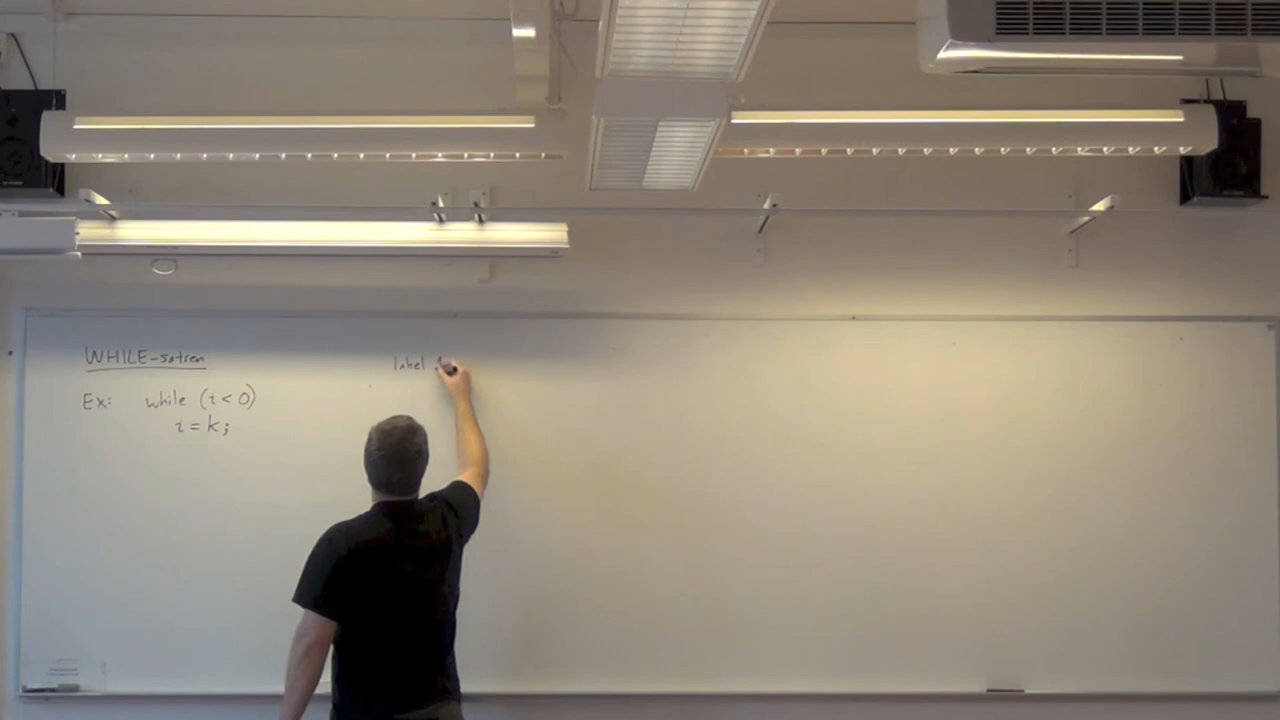 WHILE-satsen
Ex: while (i < 0)
i = k;
label